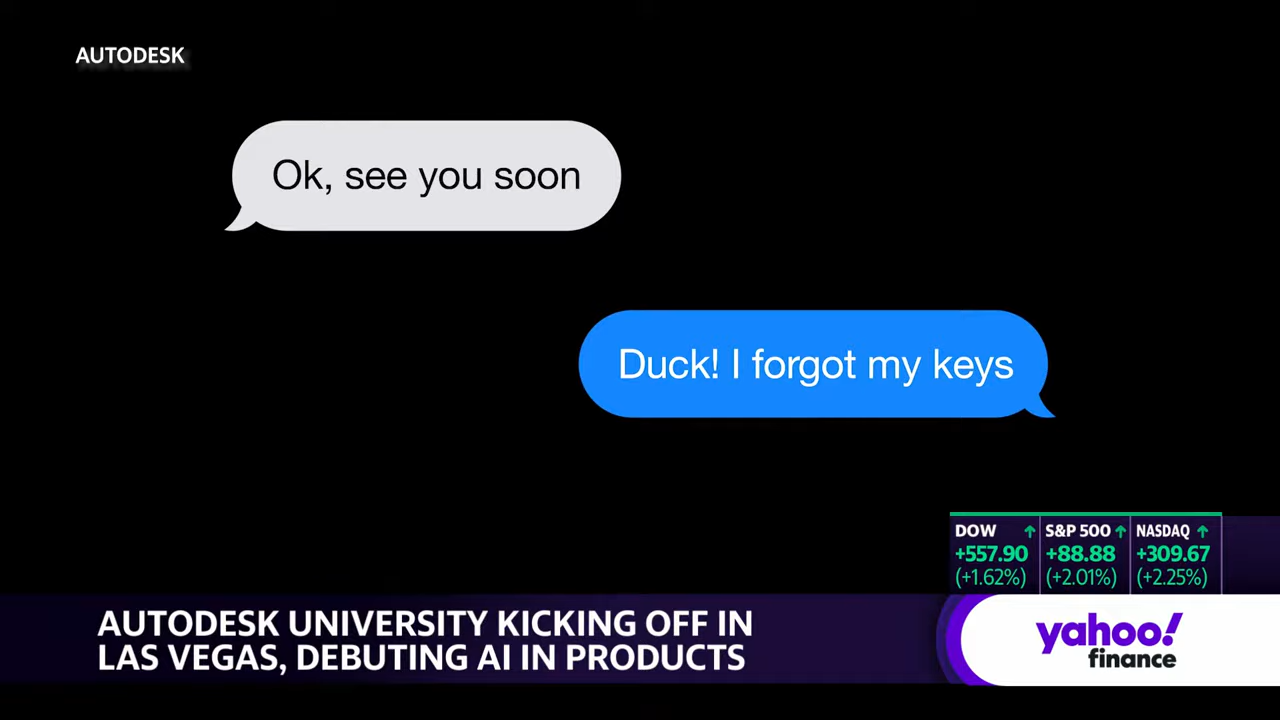 AUTODESK
Ok, see you soon
Duck! I forgot my keys
DOW ↑ S&P 500 ↑ NASDAQ ↑
+557.90 +88.88 +309.67
(+1.62%) (+2.01%) (+2.25%)
AUTODESK UNIVERSITY KICKING OFF IN
LAS VEGAS, DEBUTING AI IN PRODUCTS
yahoo!
finance